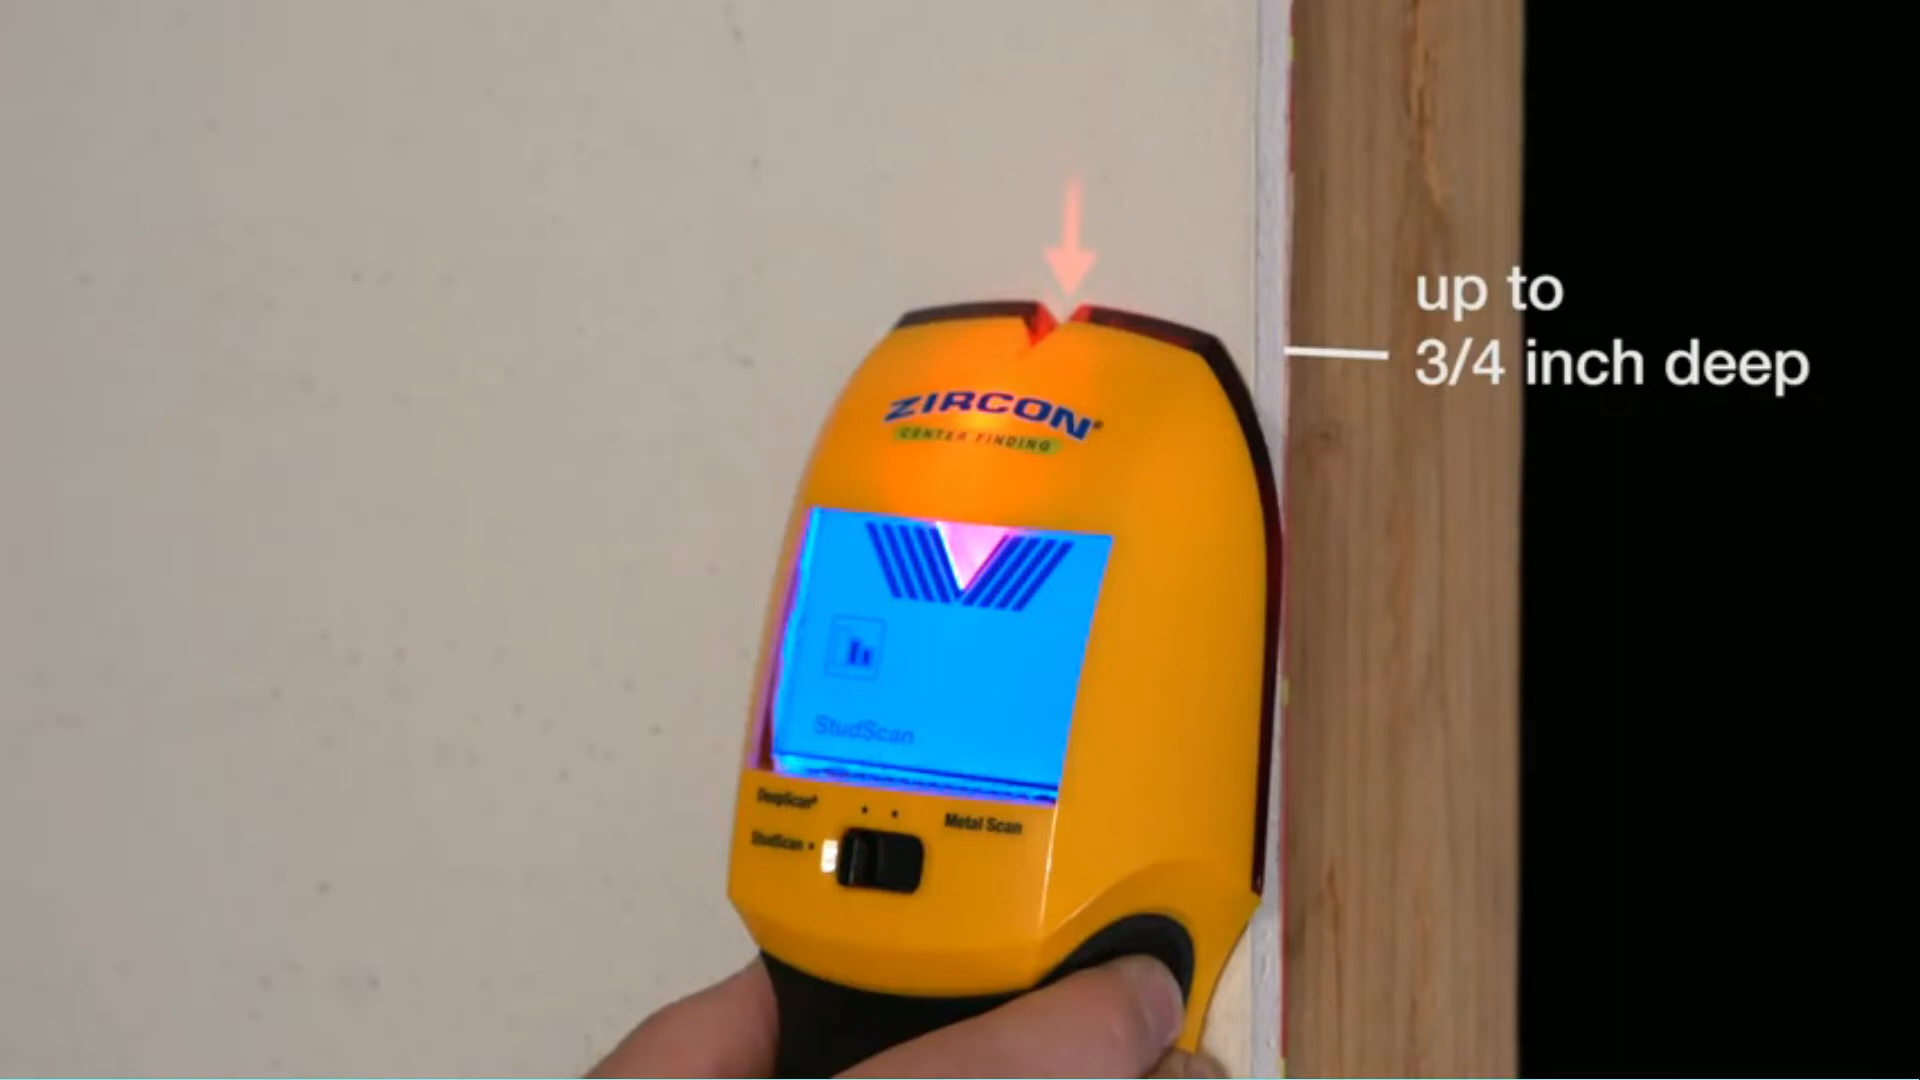 up to
3/4 inch deep
ZIRCON®
CENTER FINDING
StudScan
DeepScan®
Metal Scan
StudScan